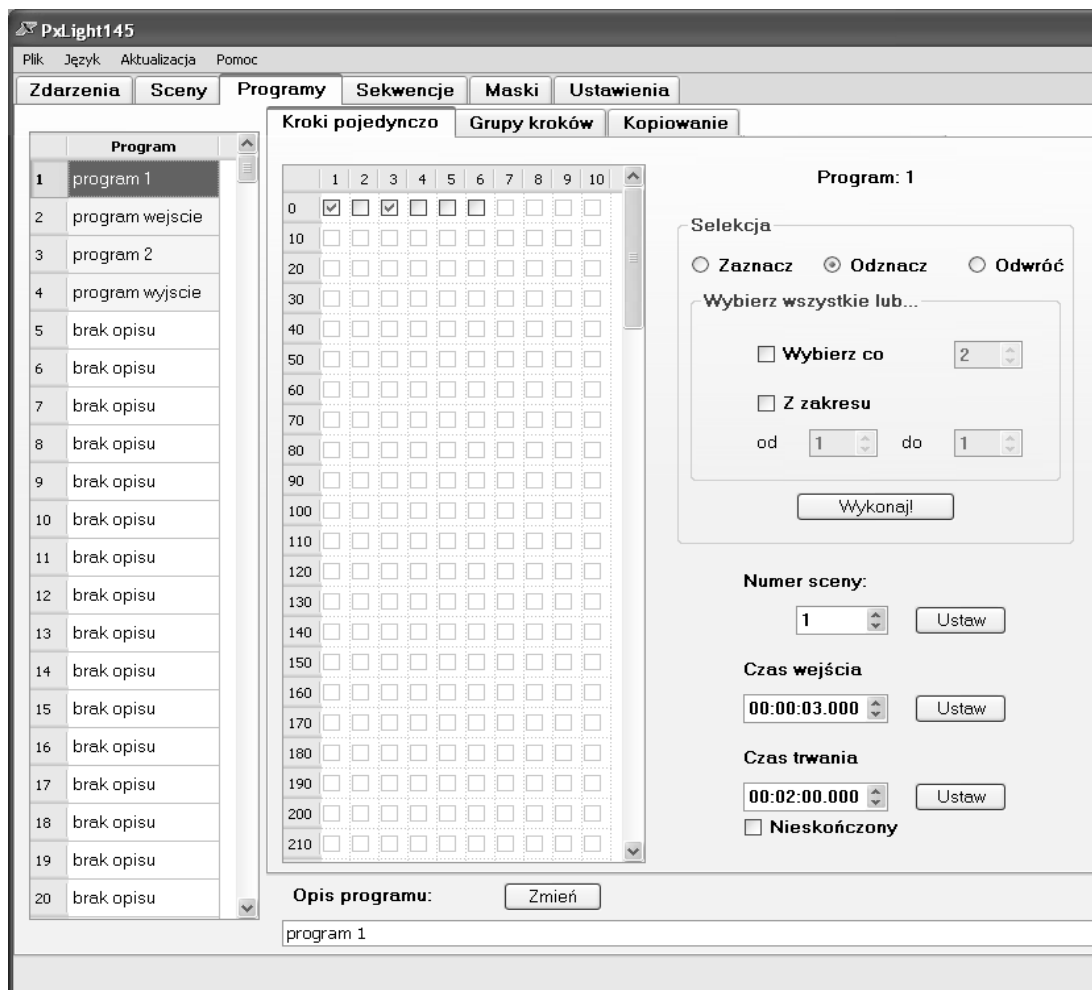 PxLight145
Plik Język Aktualizacja Pomoc
Zdarzenia Sceny Programy Sekwencje Maski Ustawienia
Kroki pojedynczo Grupy kroków Kopiowanie
Program
1 program 1
2 program wejscie
3 program 2
4 program wyjscie
5 brak opisu
6 brak opisu
7 brak opisu
8 brak opisu
9 brak opisu
10 brak opisu
11 brak opisu
12 brak opisu
13 brak opisu
14 brak opisu
15 brak opisu
16 brak opisu
17 brak opisu
18 brak opisu
19 brak opisu
20 brak opisu
1 2 3 4 5 6 7 8 9 10
0
10
20
30
40
50
60
70
80
90
100
110
120
130
140
150
160
170
180
190
200
210
Program: 1
Selekcja
Zaznacz Odznacz Odwróć
Wybierz wszystkie lub...
Wybierz co 2
Z zakresu
od 1 do 1
Wykonaj!
Numer sceny:
1 Ustaw
Czas wejścia
00:00:03.000 Ustaw
Czas trwania
00:02:00.000 Ustaw
Nieskończony
Opis programu: Zmień
program 1